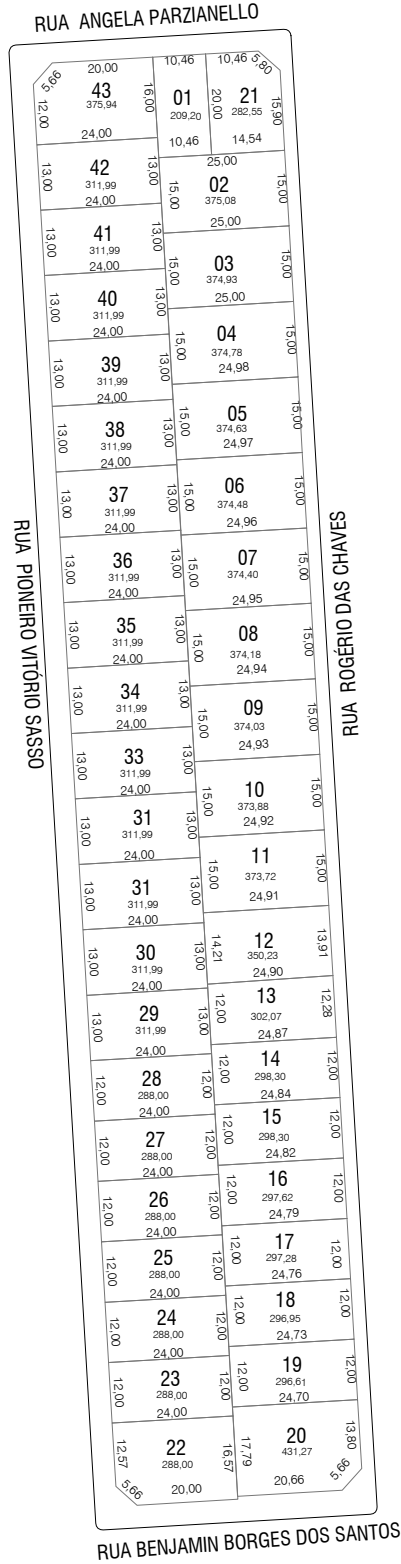 RUA ANGELA PARZIANELLO
5,66 20,00 10,46 10,46 5,80
43 16,00 01 20,00 21 15,90
12,00 375,94 209,20 282,55
24,00 10,46 14,54
25,00
42 13,00 02
13,00 311,99 15,00 375,08 15,00
24,00 25,00
41 13,00 03
13,00 311,99 15,00 374,93 15,00
24,00 25,00
40 13,00 04
13,00 311,99 15,00 374,78 15,00
24,00 24,98
39 13,00 05
13,00 311,99 15,00 374,63 15,00
24,00 24,97
38 13,00 06
13,00 311,99 15,00 374,48 15,00
24,00 24,96
37 13,00 07
13,00 311,99 15,00 374,40 15,00
24,00 24,95
36 13,00 08
13,00 311,99 15,00 374,18 15,00
24,00 24,94
35 13,00 09
13,00 311,99 15,00 374,03 15,00
24,00 24,93
34 13,00 10
13,00 311,99 15,00 373,88 15,00
24,00 24,92
33 13,00 11
13,00 311,99 15,00 373,72 15,00
24,00 24,91
31 13,00 12
13,00 311,99 14,21 350,23 13,91
24,00 24,90
31 13,00 13
13,00 311,99 12,00 302,07 12,28
24,00 24,87
30 13,00 14
13,00 311,99 12,00 298,30 12,00
24,00 24,84
29 13,00 15
13,00 311,99 12,00 298,30 12,00
24,00 24,82
28 12,00 16
12,00 288,00 12,00 297,62 12,00
24,00 24,79
27 12,00 17
12,00 288,00 12,00 297,28 12,00
24,00 24,76
26 12,00 18
12,00 288,00 12,00 296,95 12,00
24,00 24,73
25 12,00 19
12,00 288,00 12,00 296,61 12,00
24,00 24,70
24 12,00 20
12,00 288,00 17,79 431,27 13,80
24,00 20,66 5,66
23 12,00
12,00 288,00
24,00
22 16,57
12,57 288,00
5,66 20,00
RUA PIONEIRO VITÓRIO SASSO
RUA ROGÉRIO DAS CHAVES
RUA BENJAMIN BORGES DOS SANTOS